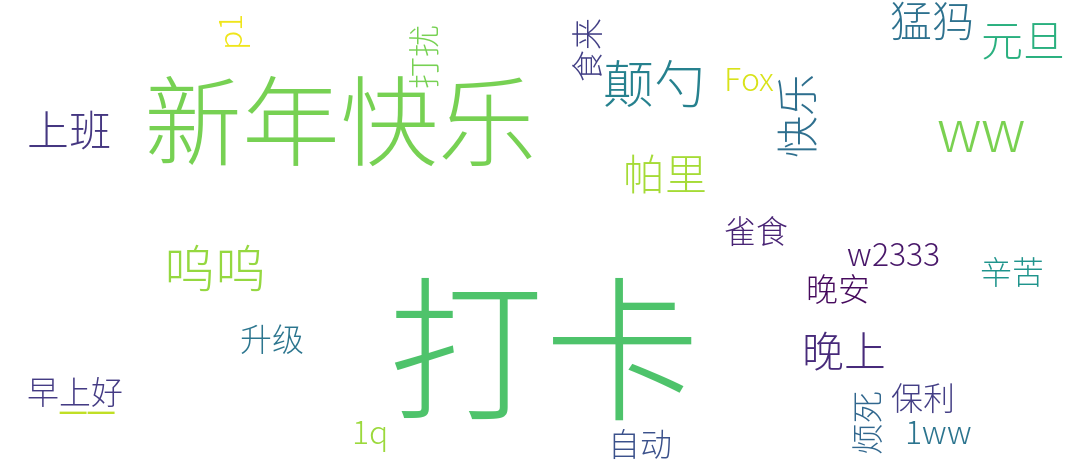 猛犸
p1
打扰
食来
元旦
新年快乐
颠勺
Fox
快乐
上班
ww
帕里
雀食
呜呜
w2333
辛苦
晚安
打卡
升级
晚上
早上好
__
保利
烦死
1q
自动
1ww